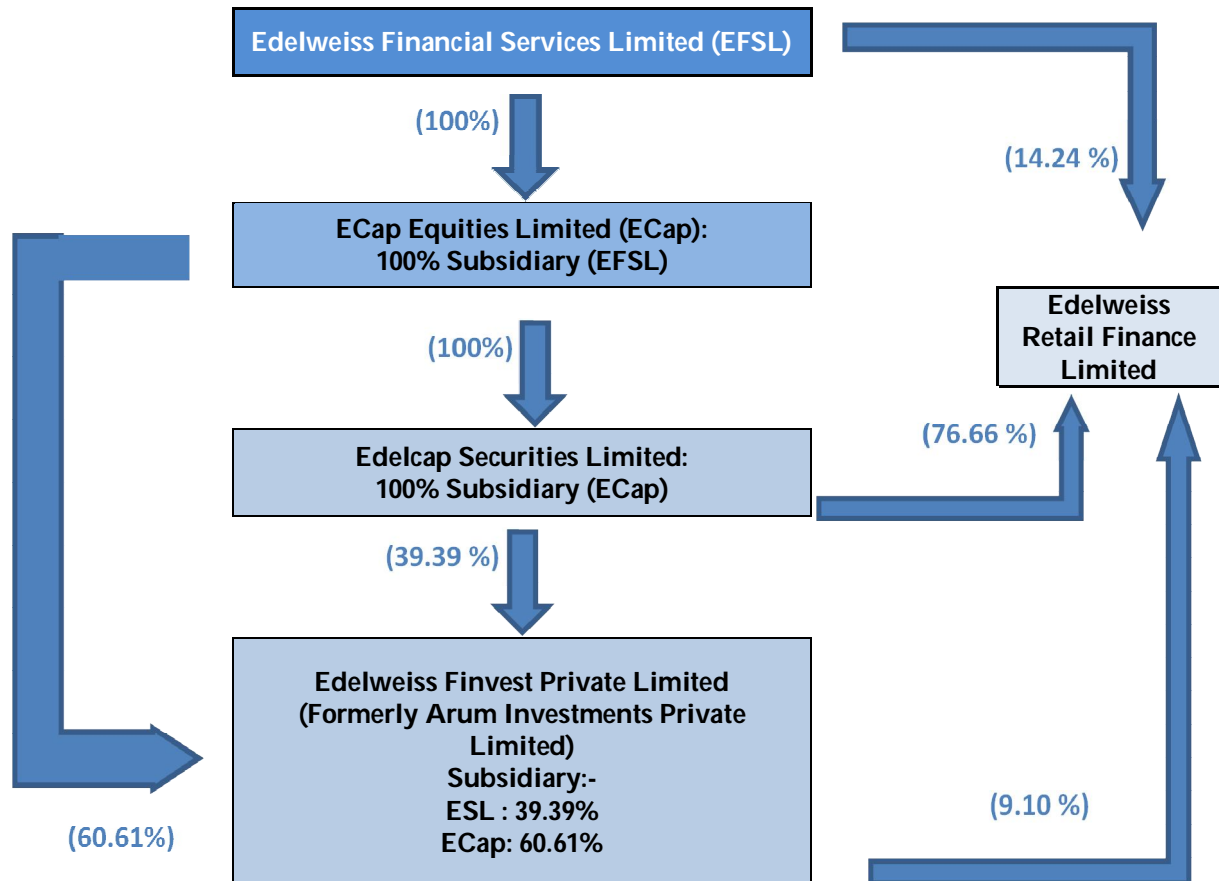 Edelweiss Financial Services Limited (EFSL)
(100%)
(14.24 %)
ECap Equities Limited (ECap):
100% Subsidiary (EFSL)
Edelweiss
Retail Finance
Limited
(100%)
(76.66 %)
Edelcap Securities Limited:
100% Subsidiary (ECap)
(39.39 %)
Edelweiss Finvest Private Limited
(Formerly Arum Investments Private
Limited)
Subsidiary:-
ESL : 39.39%
ECap: 60.61%
(60.61%)
(9.10 %)